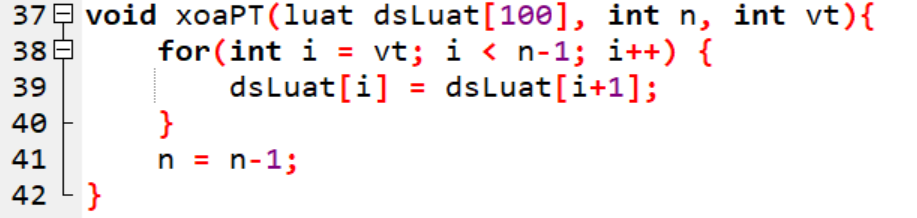 37 void xoaPT(luat dsLuat[100], int n, int vt){
38 for(int i = vt; i < n-1; i++) {
39 dsLuat[i] = dsLuat[i+1];
40 }
41 n = n-1;
42 }